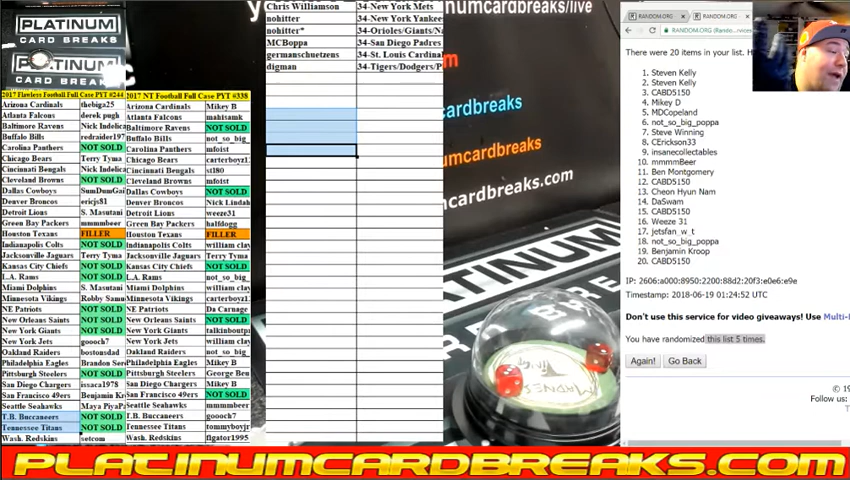 PLATINUM
CARD BREAKS
PLATINUM
CARD BREAKS
2017 Flawless Football Full Case PYT #244
Arizona Cardinals thebiga25
Atlanta Falcons derek pugh
Baltimore Ravens Nick Indelica
Buffalo Bills redraider197
Carolina Panthers NOT SOLD
Chicago Bears Terry Tyma
Cincinnati Bengals Nick Indelica
Cleveland Browns NOT SOLD
Dallas Cowboys SumDumGai
Denver Broncos ericjs81
Detroit Lions S. Masutani
Green Bay Packers mmmmbeer
Houston Texans FILLER
Indianapolis Colts NOT SOLD
Jacksonville Jaguars Terry Tyma
Kansas City Chiefs NOT SOLD
L.A. Rams NOT SOLD
Miami Dolphins S. Masutani
Minnesota Vikings Robby Samu
NE Patriots NOT SOLD
New Orleans Saints NOT SOLD
New York Giants NOT SOLD
New York Jets goooch7
Oakland Raiders bostonsdad
Philadelphia Eagles Brandon Sere
Pittsburgh Steelers NOT SOLD
San Diego Chargers issaca1978
San Francisco 49ers Benjamin Kr
Seattle Seahawks Maya PiyaPa
T.B. Buccaneers NOT SOLD
Tennessee Titans NOT SOLD
Wash. Redskins setcom
2017 NT Football Full Case PYT #338
Arizona Cardinals Mikey B
Atlanta Falcons mahismk
Baltimore Ravens NOT SOLD
Buffalo Bills not_so_big
Carolina Panthers mfoist
Chicago Bears carterboyz1
Cincinnati Bengals st180
Cleveland Browns mfoist
Dallas Cowboys NOT SOLD
Denver Broncos Nick Lindah
Detroit Lions weeze31
Green Bay Packers halfdogg
Houston Texans FILLER
Indianapolis Colts william clay
Jacksonville Jaguars Terry Tyma
Kansas City Chiefs NOT SOLD
L.A. Rams not_so_big
Miami Dolphins william clay
Minnesota Vikings carterboyz1
NE Patriots Da Carnage
New Orleans Saints NOT SOLD
New York Giants talkinboutp
New York Jets william clay
Oakland Raiders not_so_big
Philadelphia Eagles Mikey B
Pittsburgh Steelers George Beu
San Diego Chargers Mikey B
San Francisco 49ers NOT SOLD
Seattle Seahawks mmmmbeer
T.B. Buccaneers goooch7
Tennessee Titans tommyboyjr
Wash. Redskins flgator1995
Chris Williamson 34-New York Mets
nohitter 34-New York Yankee
nohitter* 34-Orioles/Giants/Na
MCBoppa 34-San Diego Padres
germanschuetzens 34-St. Louis Cardinal
digman 34-Tigers/Dodgers/P
numcardbreaks/live
cardbreaks
umcardbreaks
mcardbreaks.com
PLATINUM
BREAKS
RANDOM.ORG
RANDOM.ORG
There were 20 items in your list. H
1. Steven Kelly
2. Steven Kelly
3. CABD5150
4. Mikey D
5. MDCopeland
6. not_so_big_poppa
7. Steve Winning
8. CErickson33
9. insanecollectables
10. mmmmBeer
11. Ben Montgomery
12. CABD5150
13. Cheon Hyun Nam
14. DaSwam
15. CABD5150
16. Weeze 31
17. jetsfan_w_t
18. not_so_big_poppa
19. Benjamin Kroop
20. CABD5150
IP: 2606:a000:8950:2200:88d2:20f3:e0e6:e9e
Timestamp: 2018-06-19 01:24:52 UTC
Don't use this service for video giveaways! Use Multi-
You have randomized this list 5 times.
Again! Go Back
Follow us:
PLATINUMCARDBREAKS.COM